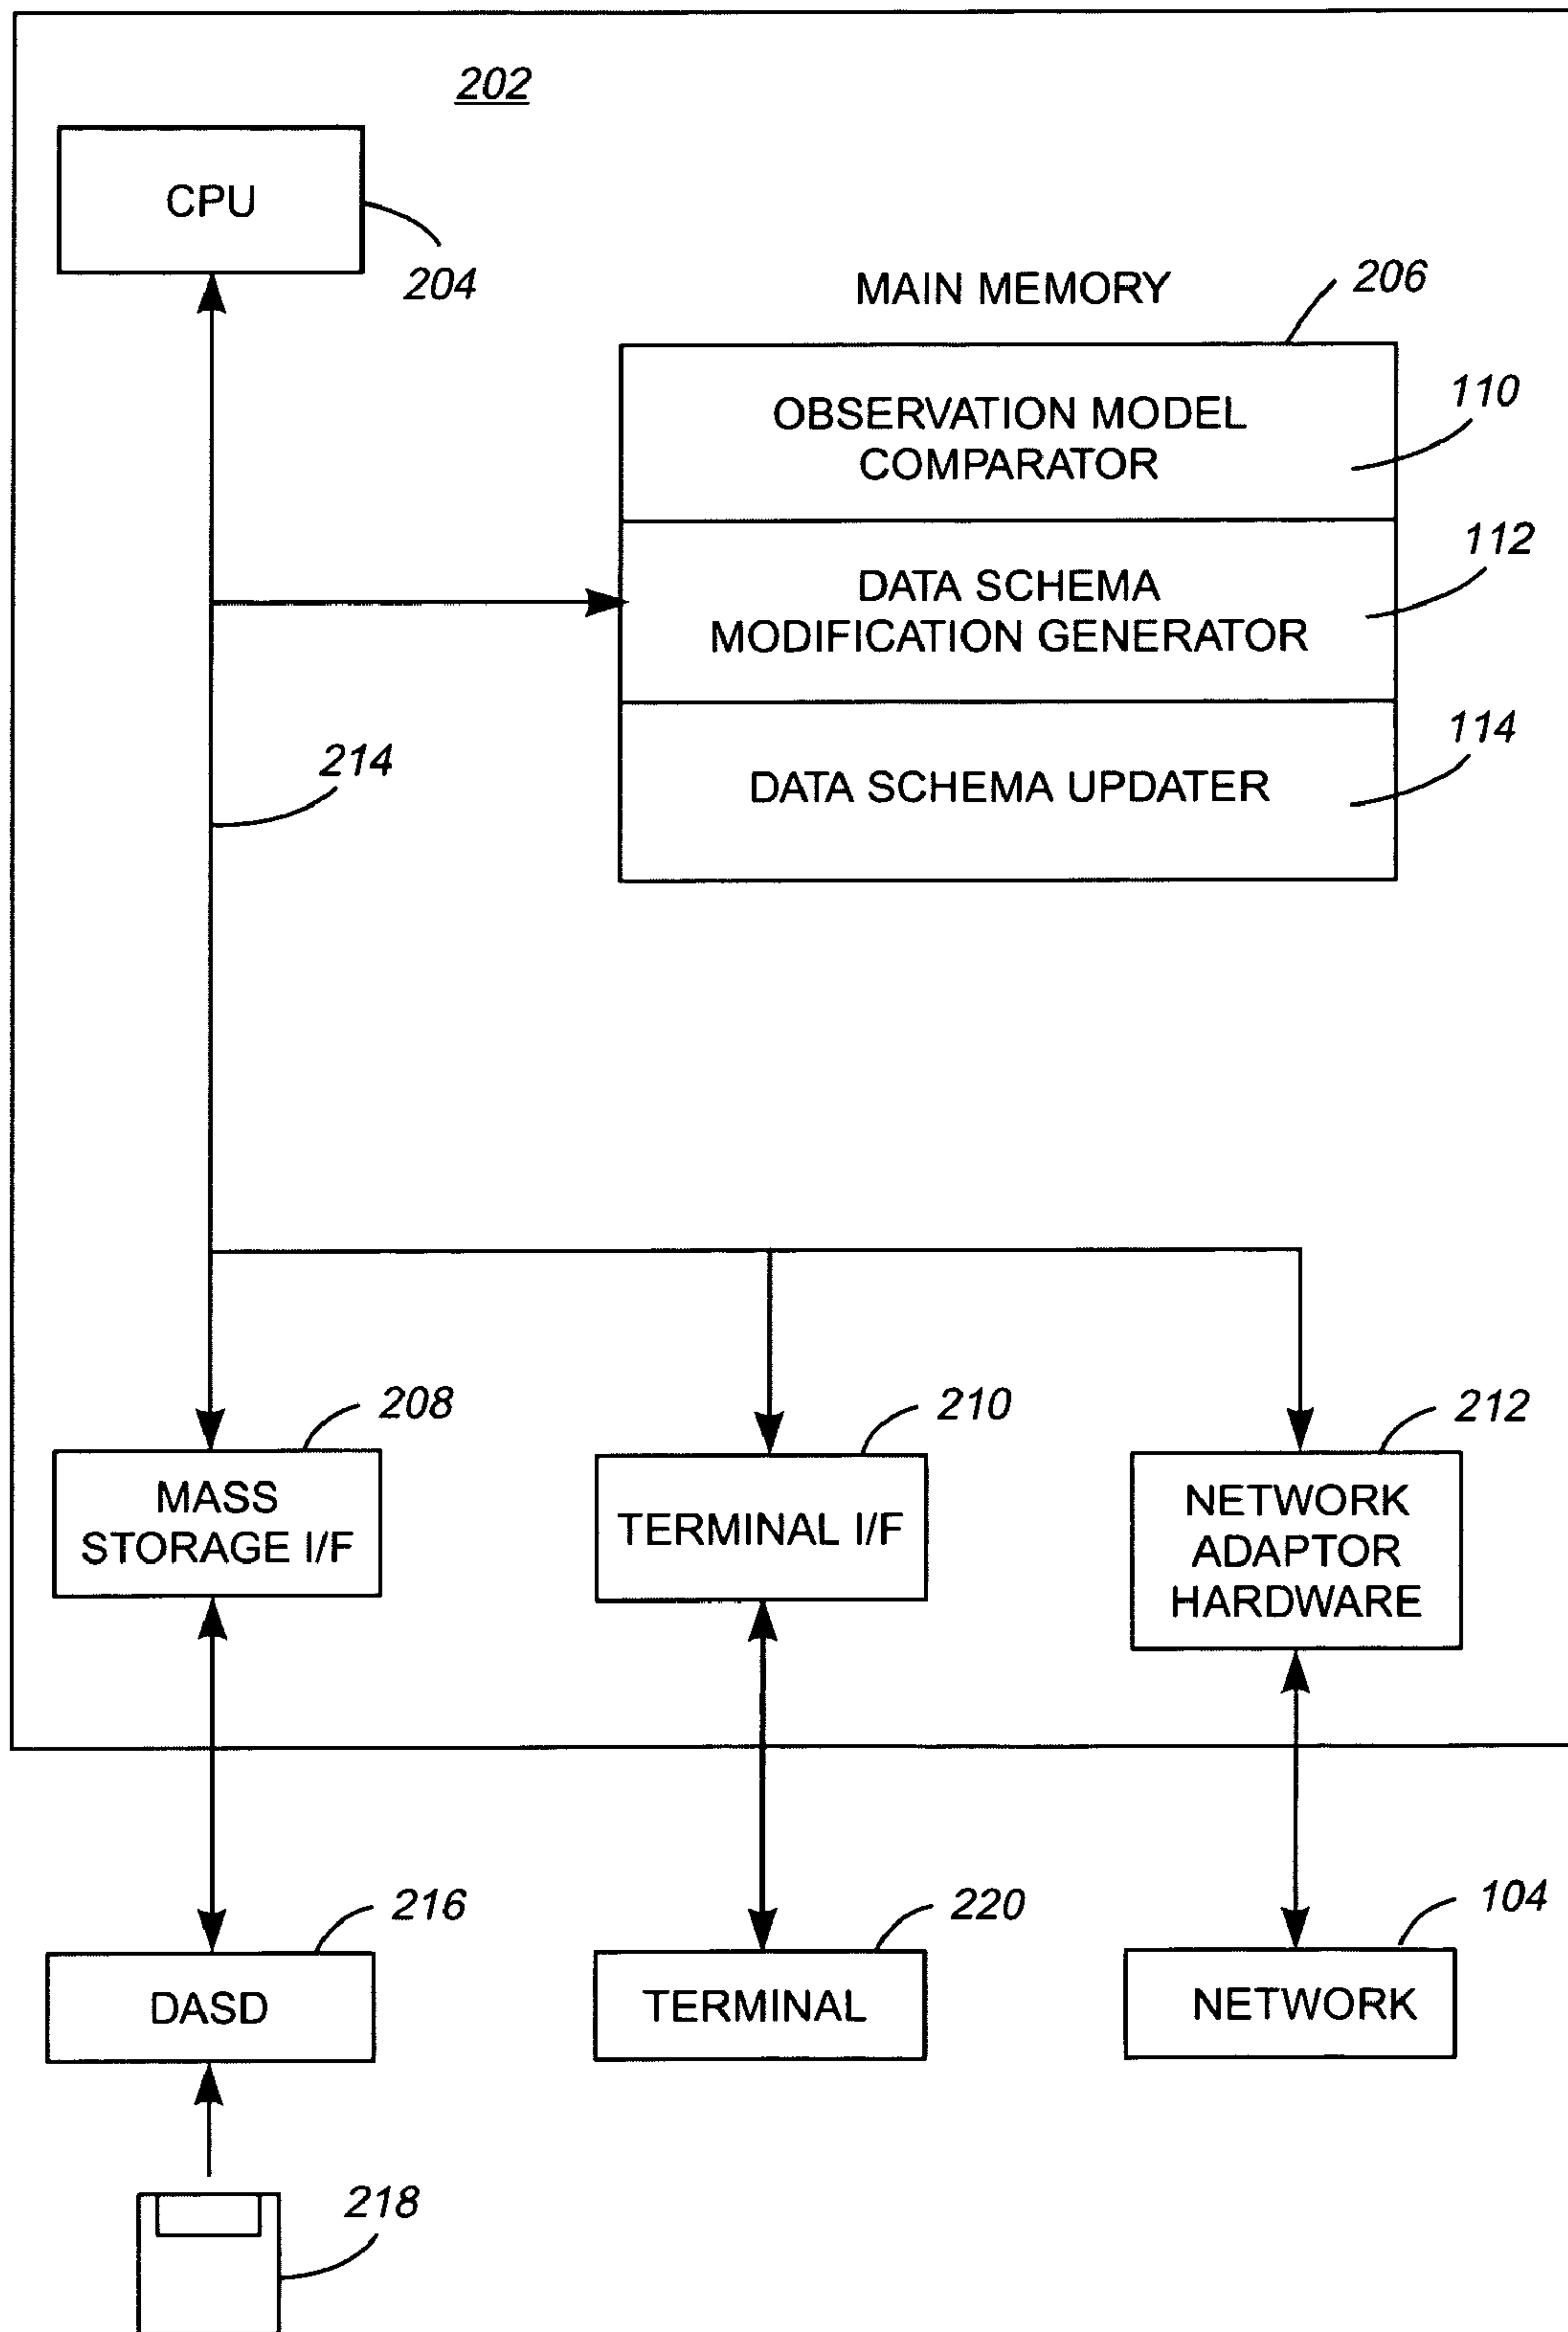 202
CPU
204
MAIN MEMORY
206
OBSERVATION MODEL
COMPARATOR
110
DATA SCHEMA
MODIFICATION GENERATOR
112
DATA SCHEMA UPDATER
114
214
208
MASS
STORAGE I/F
210
TERMINAL I/F
212
NETWORK
ADAPTOR
HARDWARE
216
DASD
220
TERMINAL
104
NETWORK
218